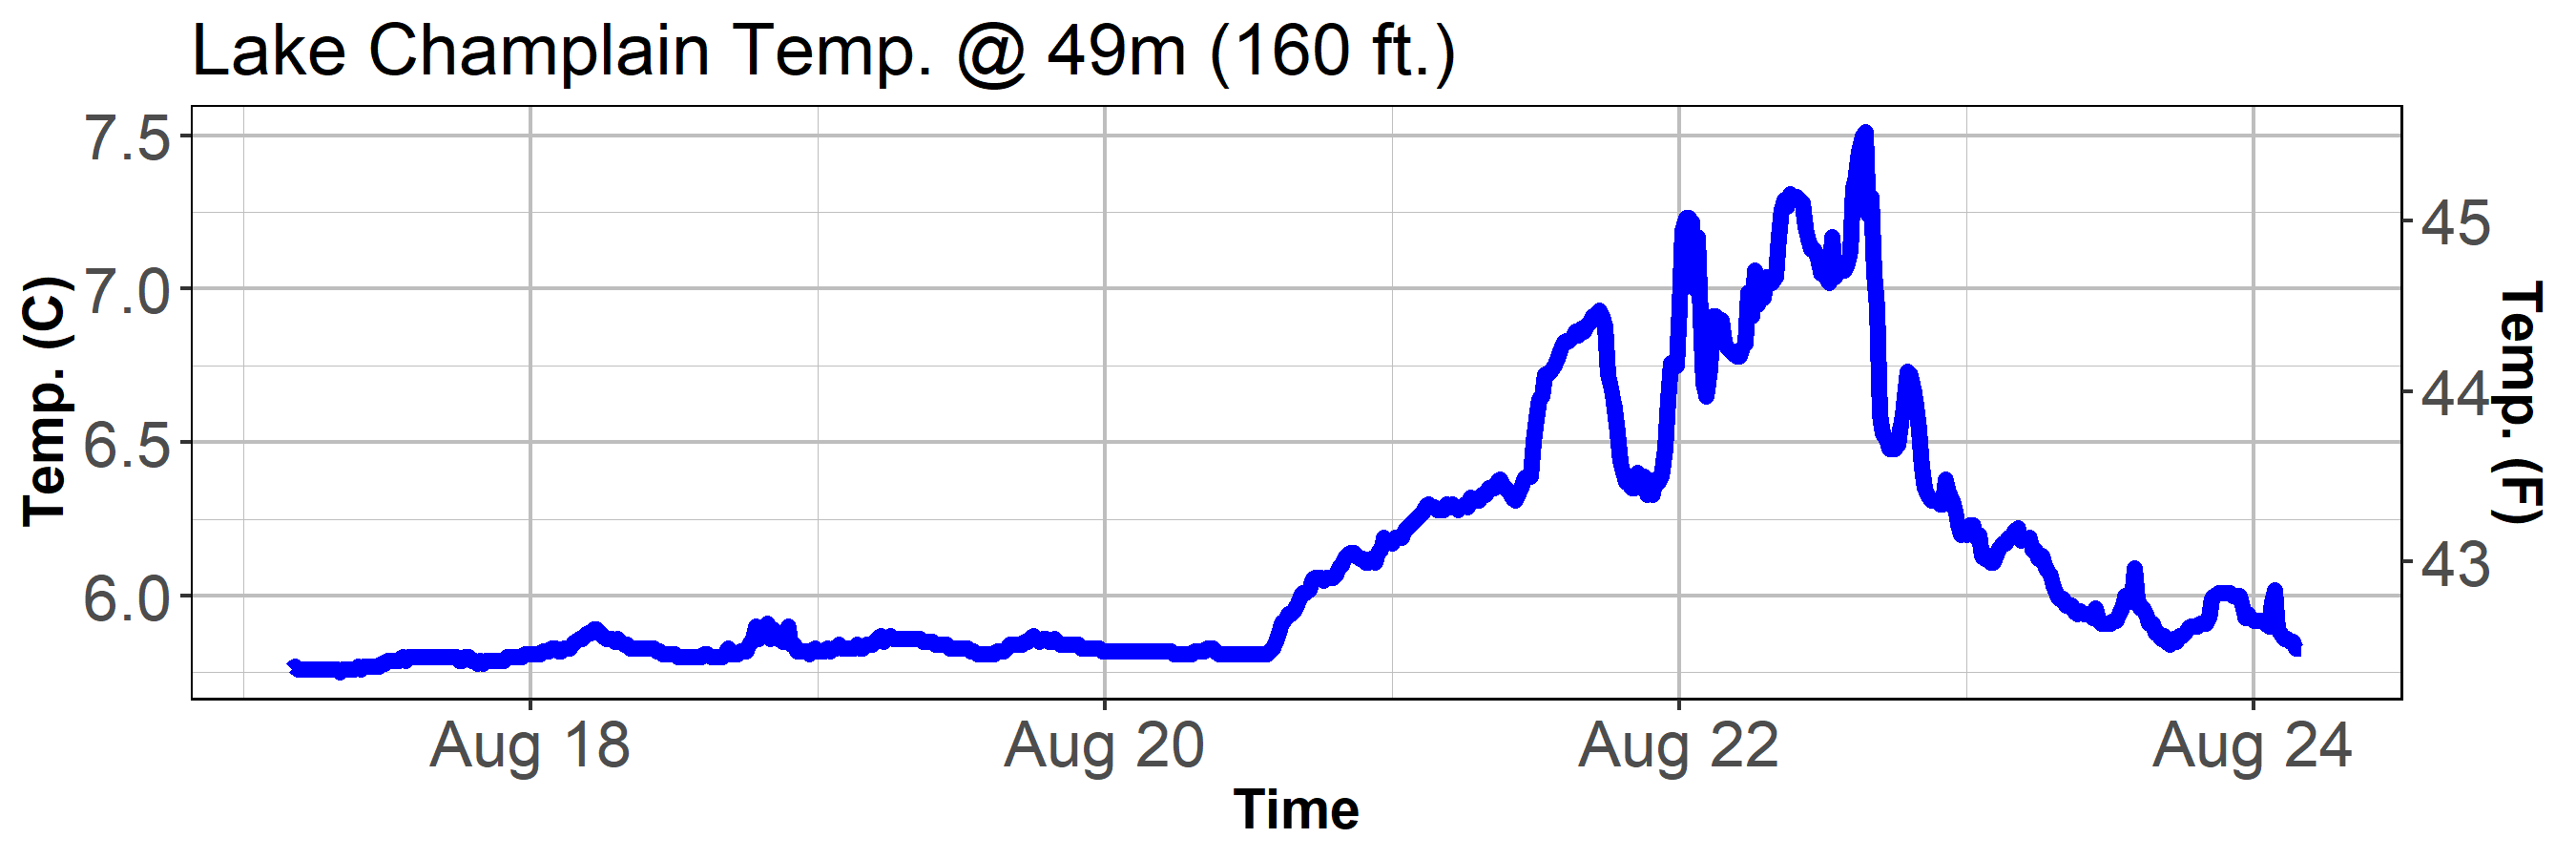 Lake Champlain Temp. @ 49m (160 ft.)
7.5
7.0
6.5
6.0
Temp. (C)
45
44
43
Temp. (F)
Aug 18 Aug 20 Aug 22 Aug 24
Time